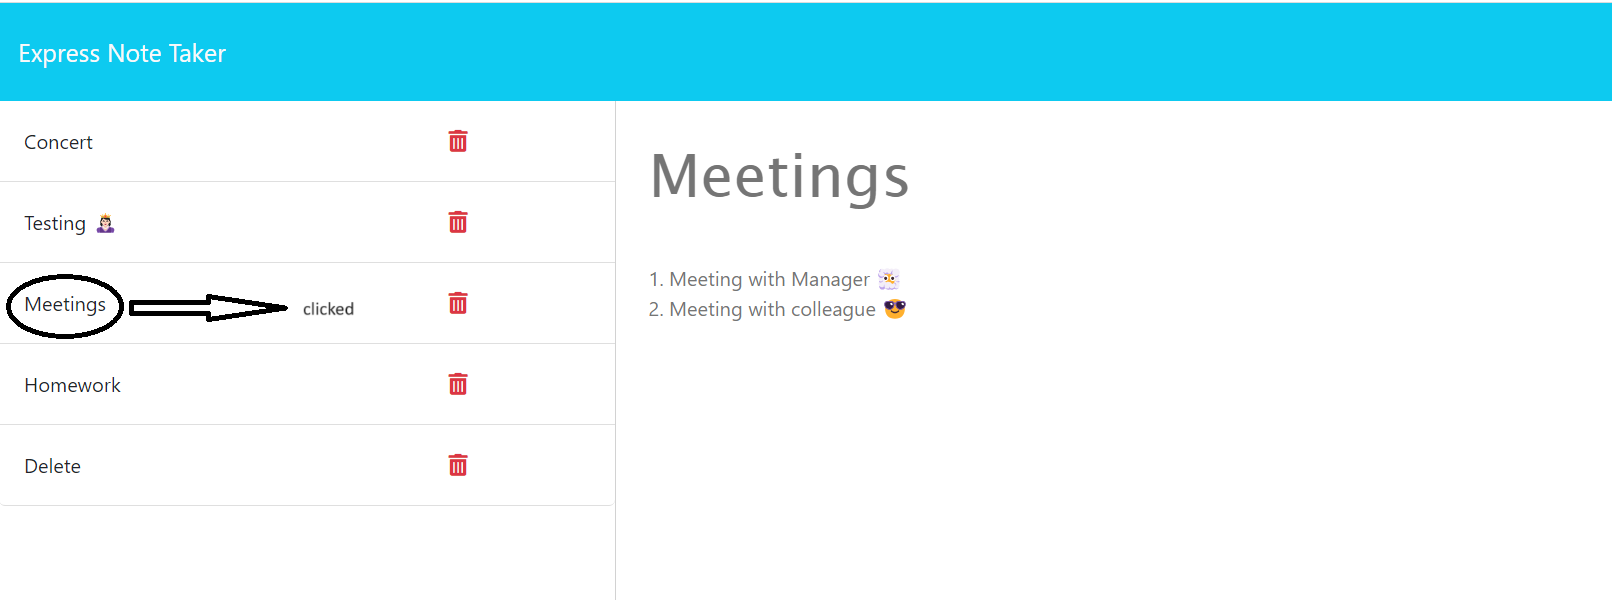 Express Note Taker
Concert
Testing 👸🏻
Meetings
clicked
Homework
Delete
Meetings
1. Meeting with Manager
2. Meeting with colleague 😎